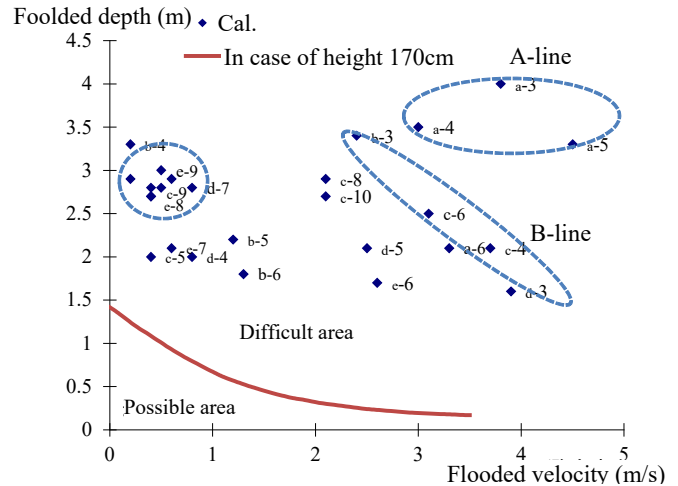 Foolded depth (m)
Cal.
In case of height 170cm
A-line
4.5
4
3.5
3
2.5
2
1.5
1
0.5
0
a-3
a-4
b-3
a-5
b-4
e-9
c-9
d-7
e-8
c-8
c-10
c-6
B-line
b-5
e-7
c-5
d-4
d-5
a-6
c-4
b-6
e-6
d-3
Difficult area
Possible area
0
1
2
3
4
5
Flooded velocity (m/s)